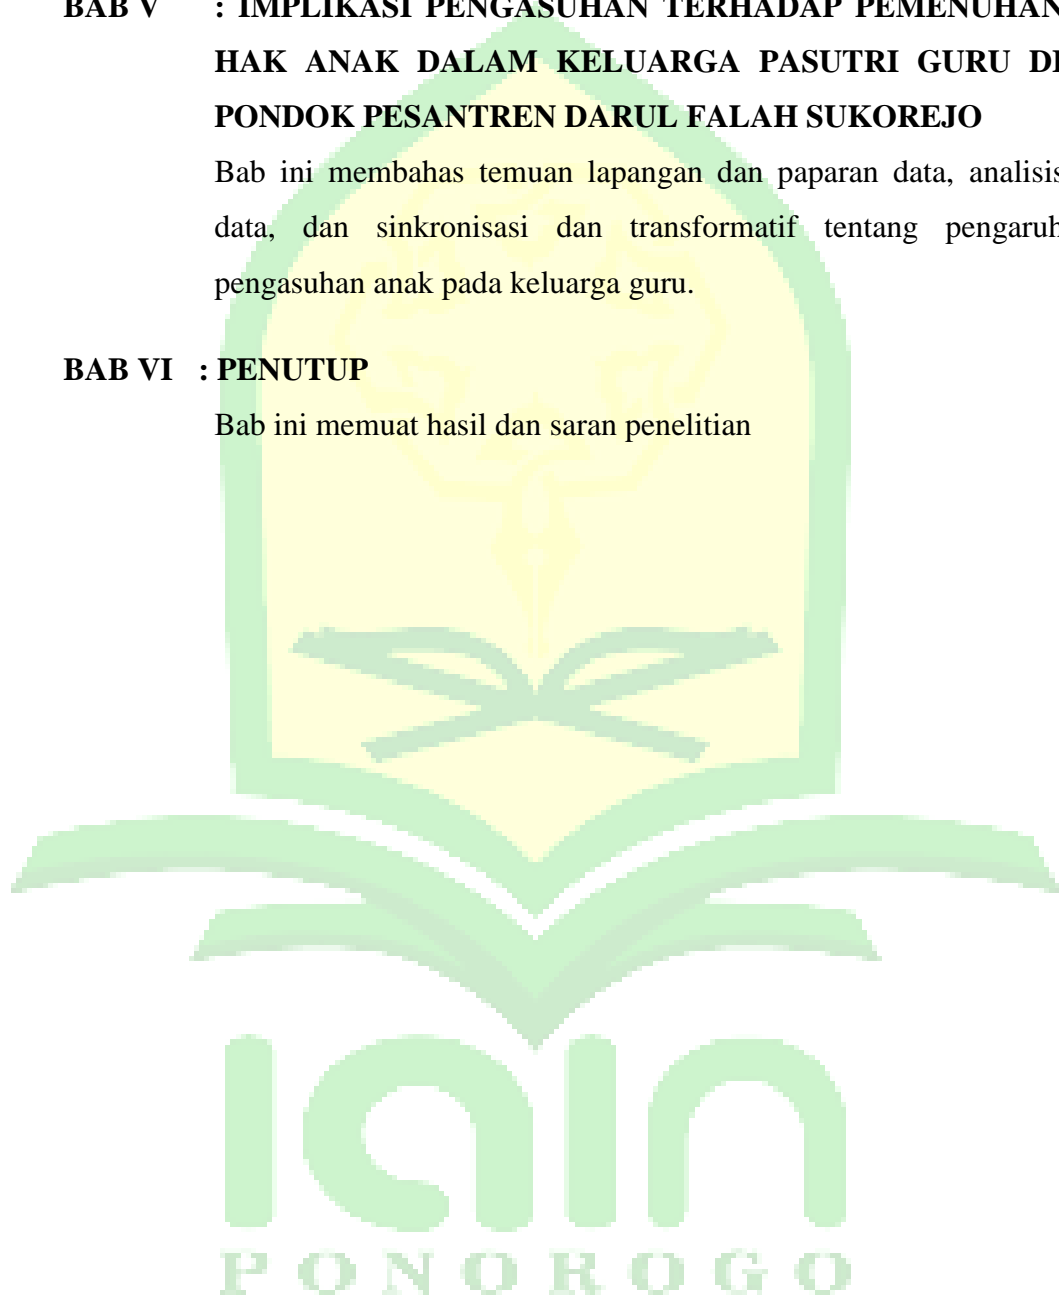 BAB V : IMPLIKASI PENGASUHAN TERHADAP PEMENUHAN
HAK ANAK DALAM KELUARGA PASUTRI GURU DI
PONDOK PESANTREN DARUL FALAH SUKOREJO
Bab ini membahas temuan lapangan dan paparan data, analisis
data, dan sinkronisasi dan transformatif tentang pengaruh
pengasuhan anak pada keluarga guru.
BAB VI : PENUTUP
Bab ini memuat hasil dan saran penelitian
iain
PONOROGO